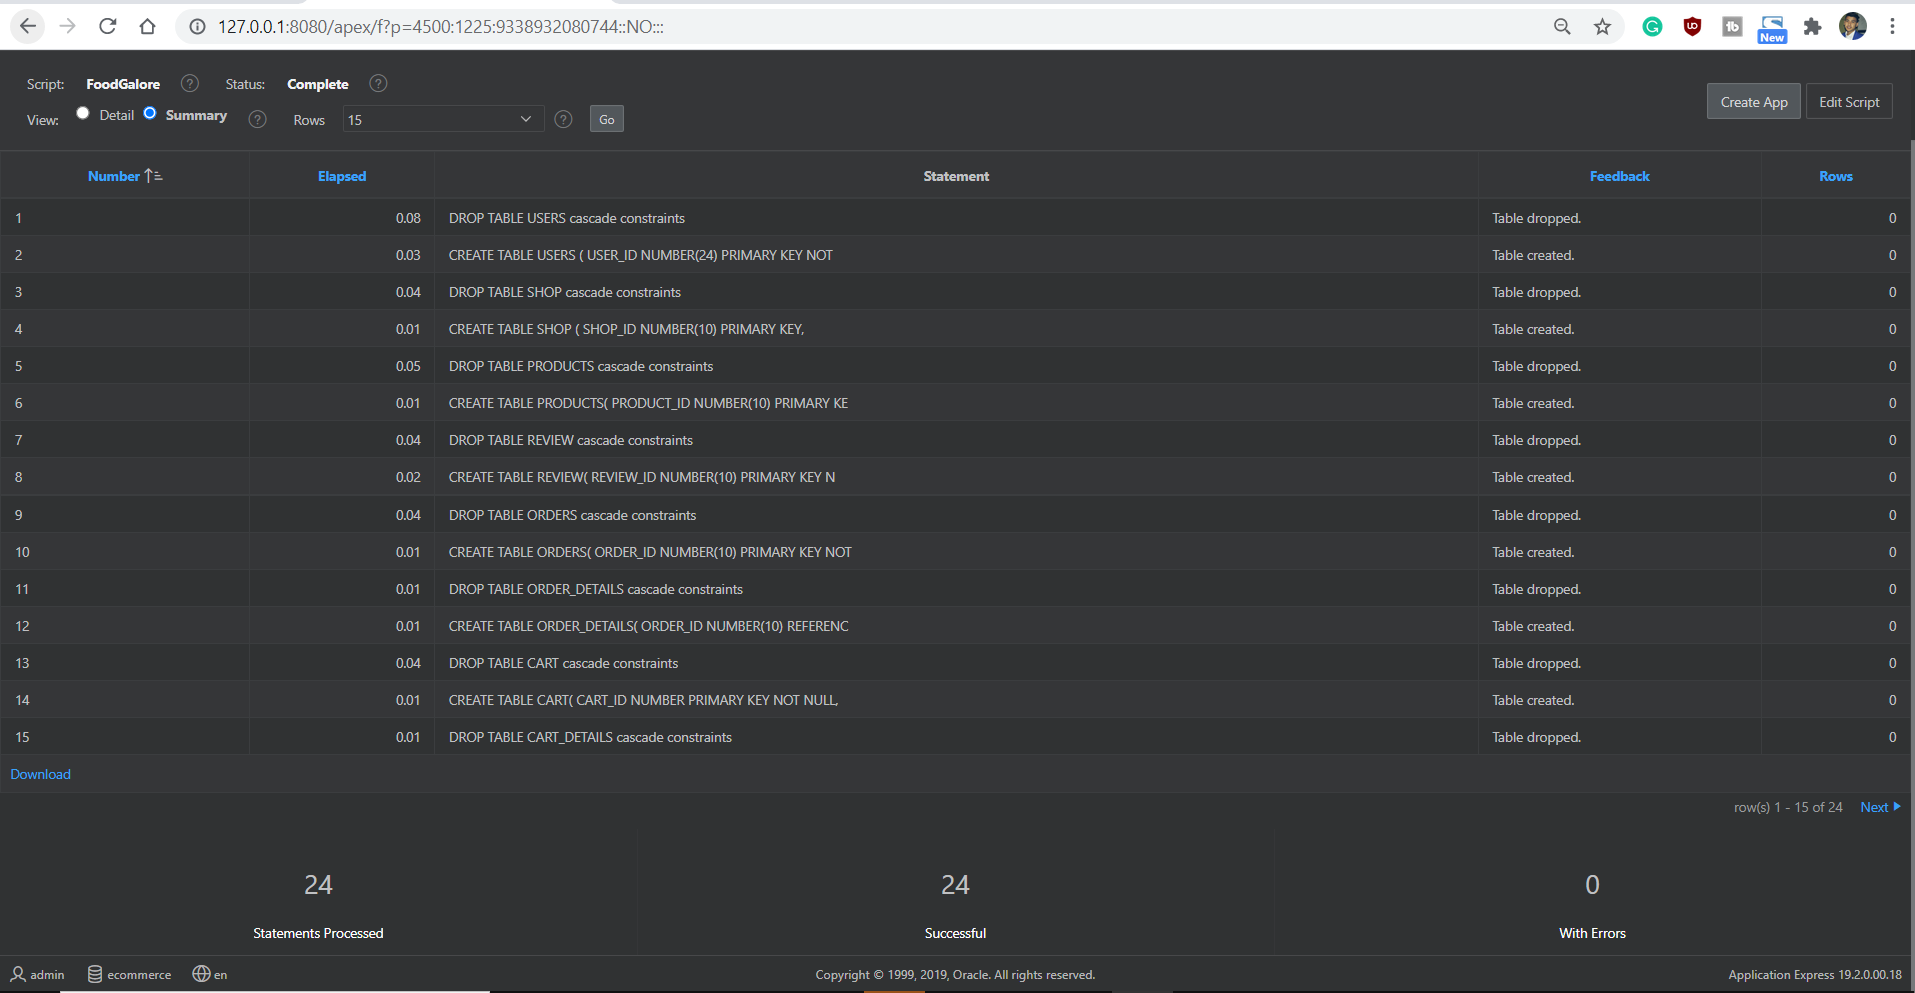 127.0.0.1:8080/apex/f?p=4500:1225:9338932080744::NO:::
New
Script: FoodGalore ? Status: Complete ?
View: Detail Summary ? Rows 15 ? Go
Create App Edit Script
Number Elapsed Statement Feedback Rows
1 0.08 DROP TABLE USERS cascade constraints Table dropped. 0
2 0.03 CREATE TABLE USERS ( USER_ID NUMBER(24) PRIMARY KEY NOT Table created. 0
3 0.04 DROP TABLE SHOP cascade constraints Table dropped. 0
4 0.01 CREATE TABLE SHOP ( SHOP_ID NUMBER(10) PRIMARY KEY, Table created. 0
5 0.05 DROP TABLE PRODUCTS cascade constraints Table dropped. 0
6 0.01 CREATE TABLE PRODUCTS( PRODUCT_ID NUMBER(10) PRIMARY KE Table created. 0
7 0.04 DROP TABLE REVIEW cascade constraints Table dropped. 0
8 0.02 CREATE TABLE REVIEW( REVIEW_ID NUMBER(10) PRIMARY KEY N Table created. 0
9 0.04 DROP TABLE ORDERS cascade constraints Table dropped. 0
10 0.01 CREATE TABLE ORDERS( ORDER_ID NUMBER(10) PRIMARY KEY NOT Table created. 0
11 0.01 DROP TABLE ORDER_DETAILS cascade constraints Table dropped. 0
12 0.01 CREATE TABLE ORDER_DETAILS( ORDER_ID NUMBER(10) REFERENC Table created. 0
13 0.04 DROP TABLE CART cascade constraints Table dropped. 0
14 0.01 CREATE TABLE CART( CART_ID NUMBER PRIMARY KEY NOT NULL, Table created. 0
15 0.01 DROP TABLE CART_DETAILS cascade constraints Table dropped. 0
Download
row(s) 1 - 15 of 24 Next
24 24 0
Statements Processed Successful With Errors
admin ecommerce en Copyright © 1999, 2019, Oracle. All rights reserved. Application Express 19.2.0.00.18